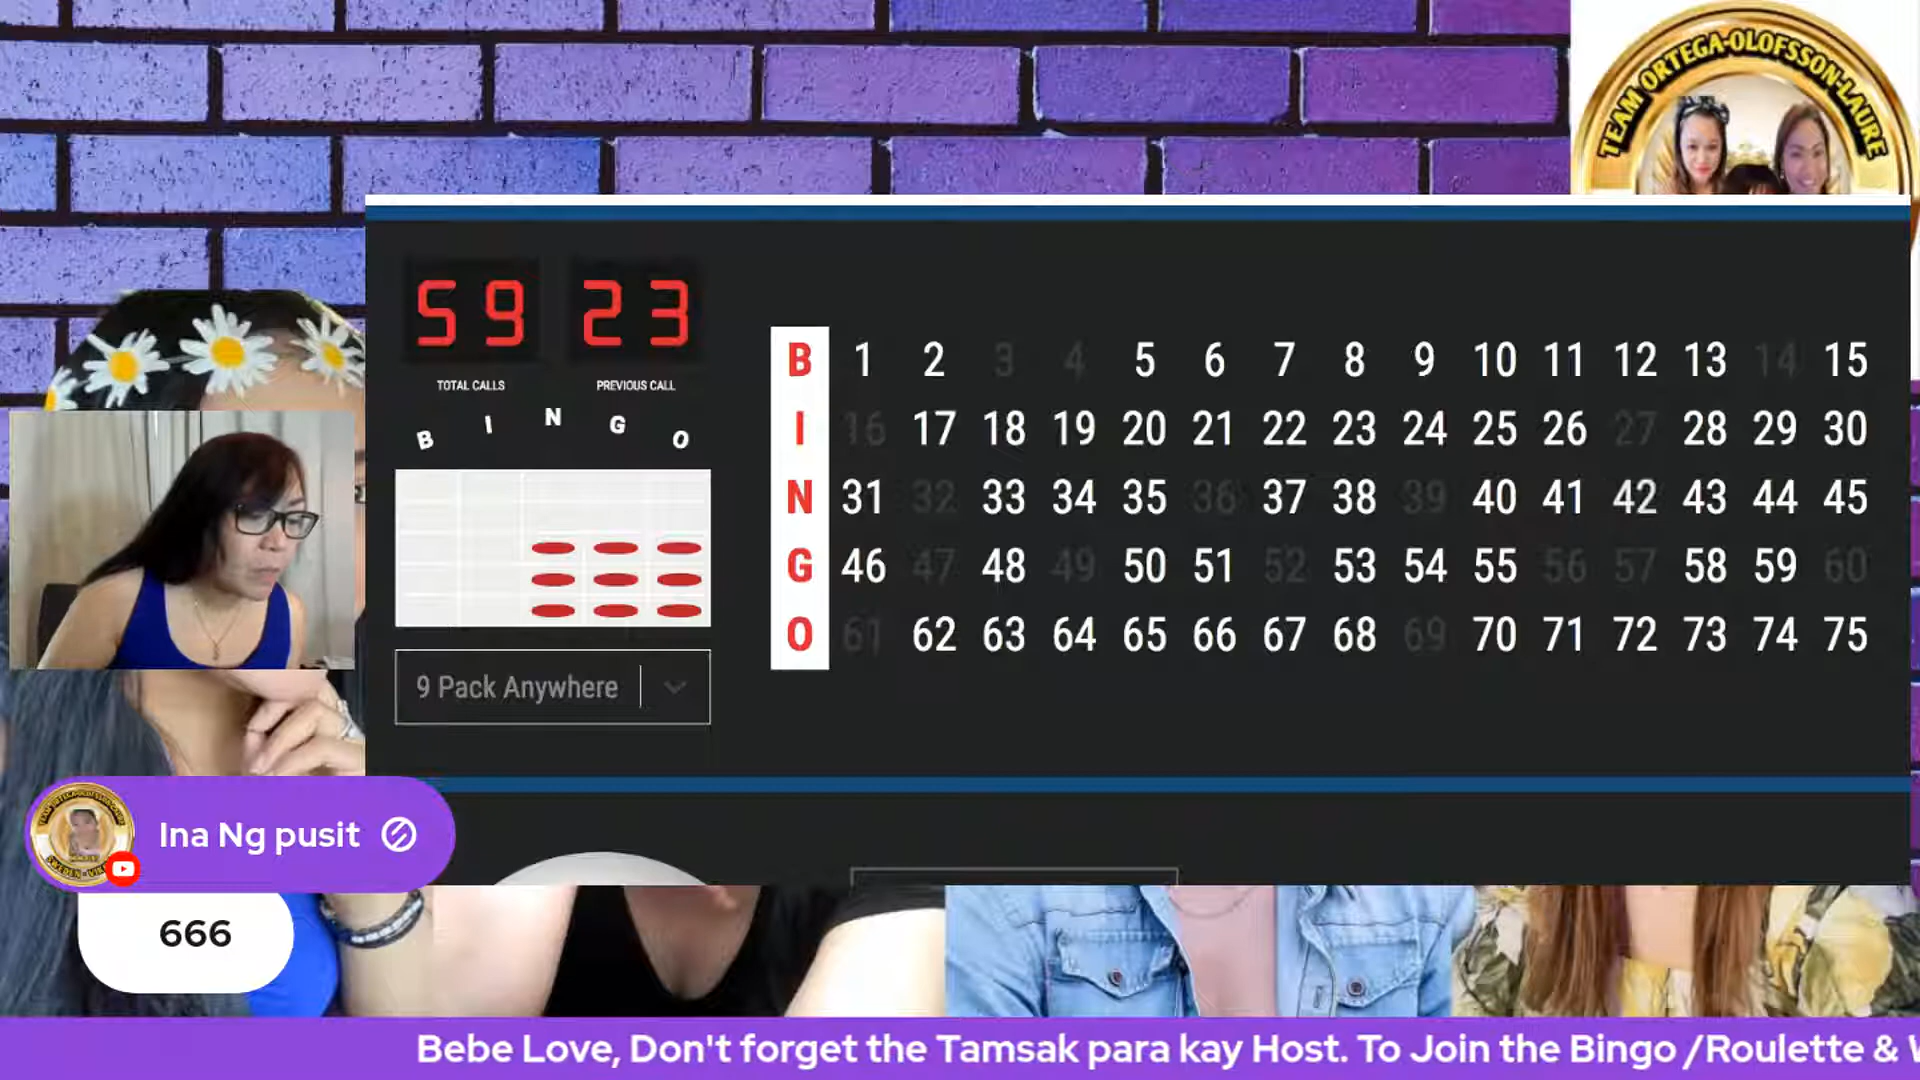 TEAM ORTEGA-OLOFSSON-LAURE
59 23
TOTAL CALLS PREVIOUS CALL
B I N G O
9 Pack Anywhere
B 1 2 3 4 5 6 7 8 9 10 11 12 13 14 15
I 16 17 18 19 20 21 22 23 24 25 26 27 28 29 30
N 31 32 33 34 35 36 37 38 39 40 41 42 43 44 45
G 46 47 48 49 50 51 52 53 54 55 56 57 58 59 60
O 61 62 63 64 65 66 67 68 69 70 71 72 73 74 75
Ina Ng pusit
666
Bebe Love, Don't forget the Tamsak para kay Host. To Join the Bingo /Roulette &